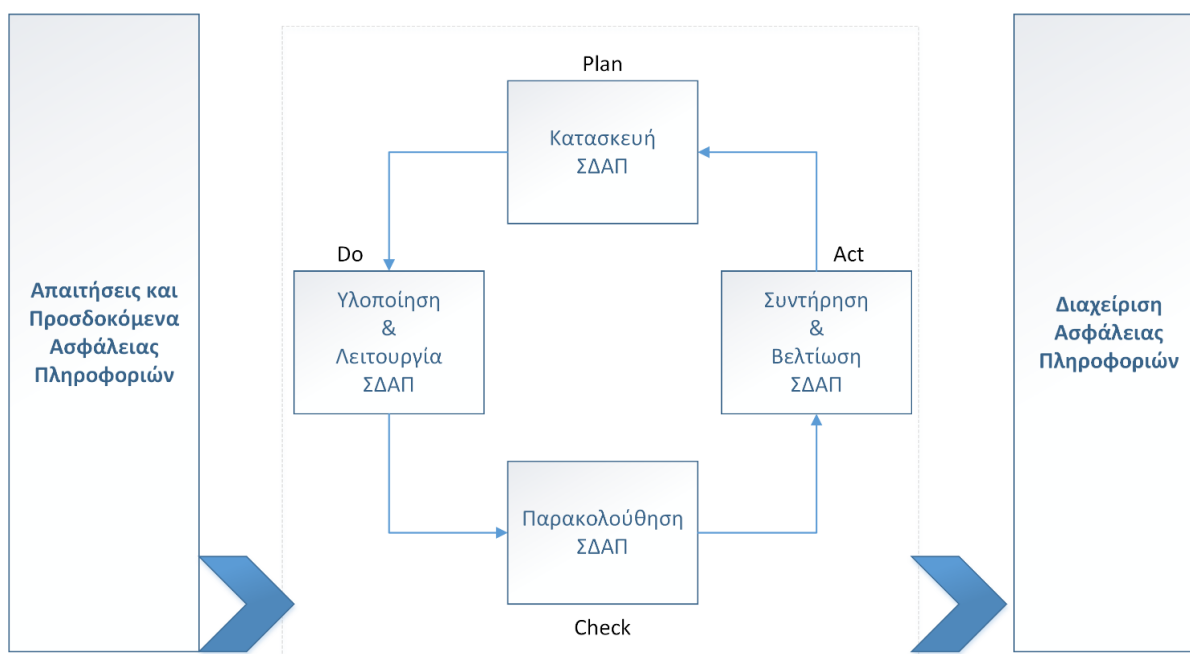 Απαιτήσεις και
Προσδοκόμενα
Ασφάλειας
Πληροφοριών
Plan
Κατασκευή
ΣΔΑΠ
Do
Υλοποίηση
&
Λειτουργία
ΣΔΑΠ
Act
Συντήρηση
&
Βελτίωση
ΣΔΑΠ
Παρακολούθηση
ΣΔΑΠ
Check
Διαχείριση
Ασφάλειας
Πληροφοριών